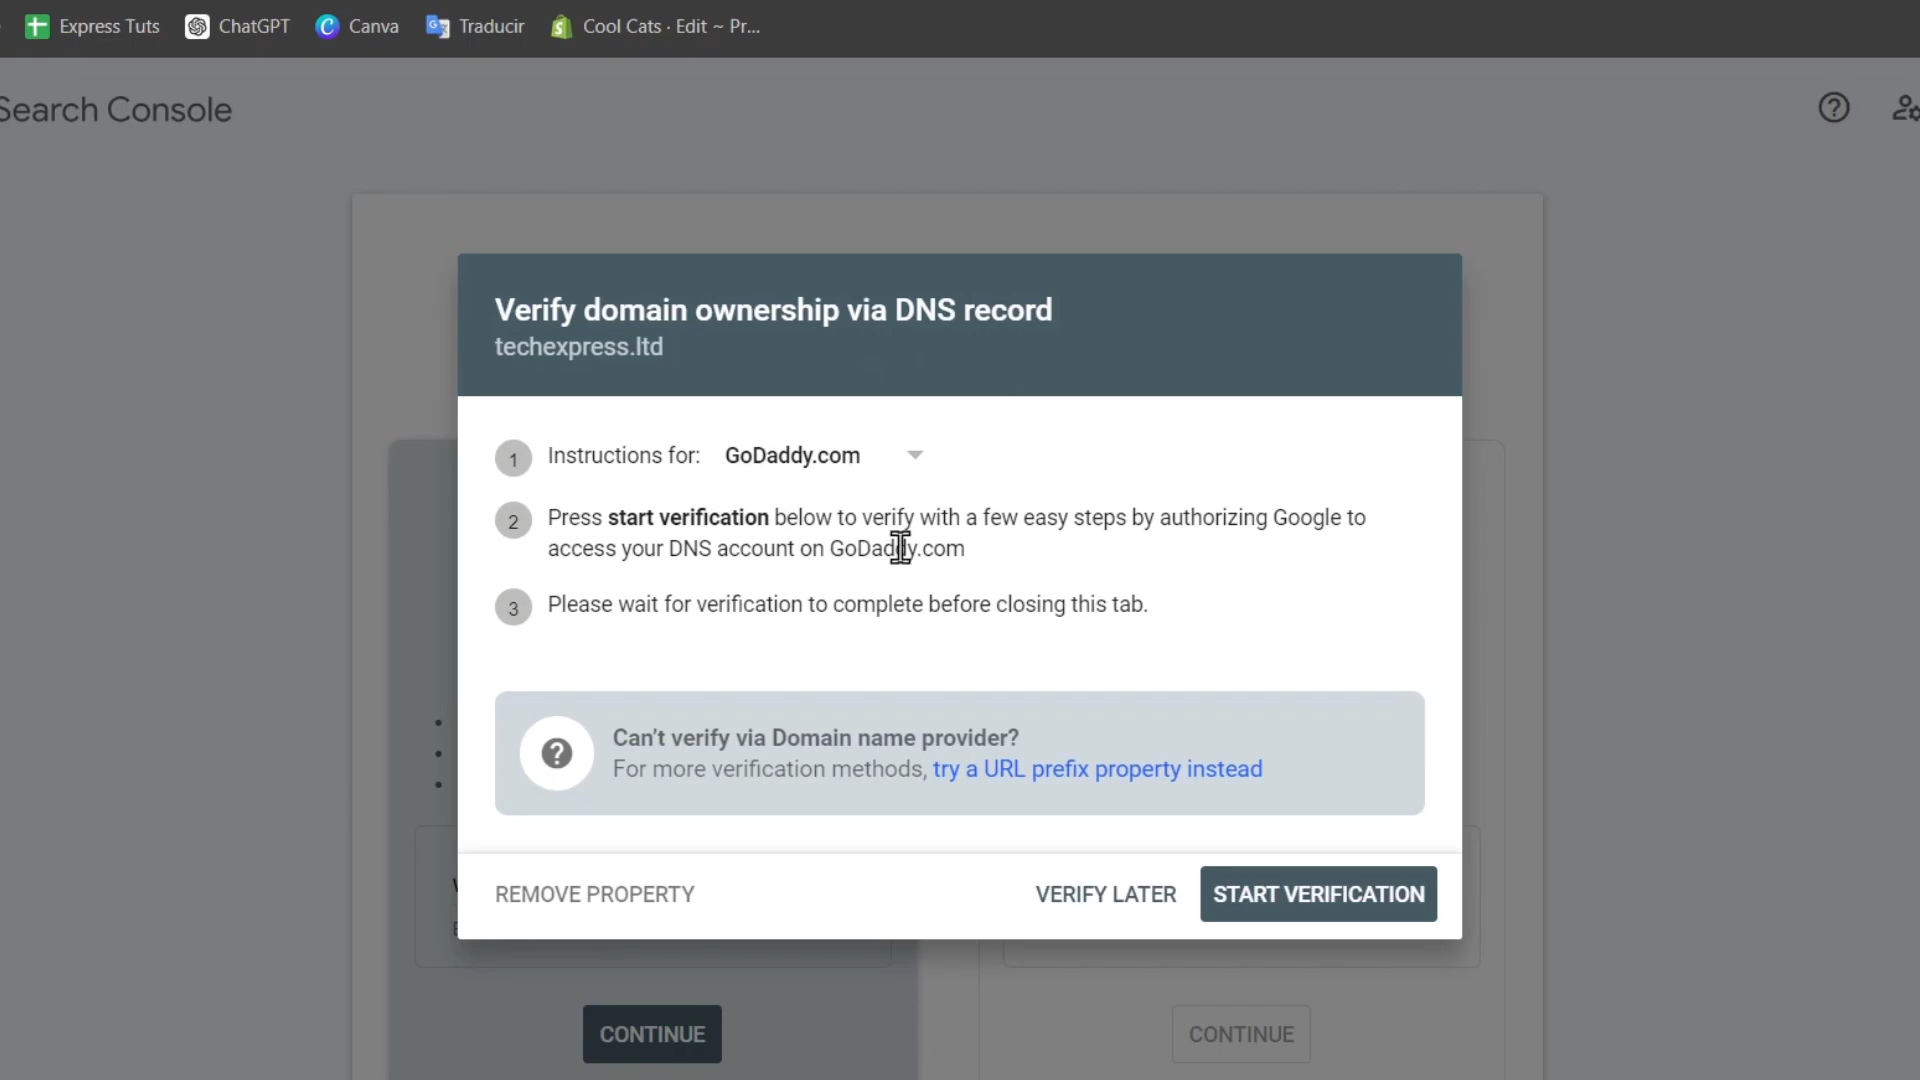 Express Tuts
ChatGPT
Canva
Traducir
Cool Cats · Edit ~ Pr...
Search Console
Verify domain ownership via DNS record
techexpress.ltd
1 Instructions for: GoDaddy.com
2 Press start verification below to verify with a few easy steps by authorizing Google to
access your DNS account on GoDaddy.com
3 Please wait for verification to complete before closing this tab.
Can't verify via Domain name provider?
For more verification methods, try a URL prefix property instead
REMOVE PROPERTY
VERIFY LATER
START VERIFICATION
CONTINUE
CONTINUE